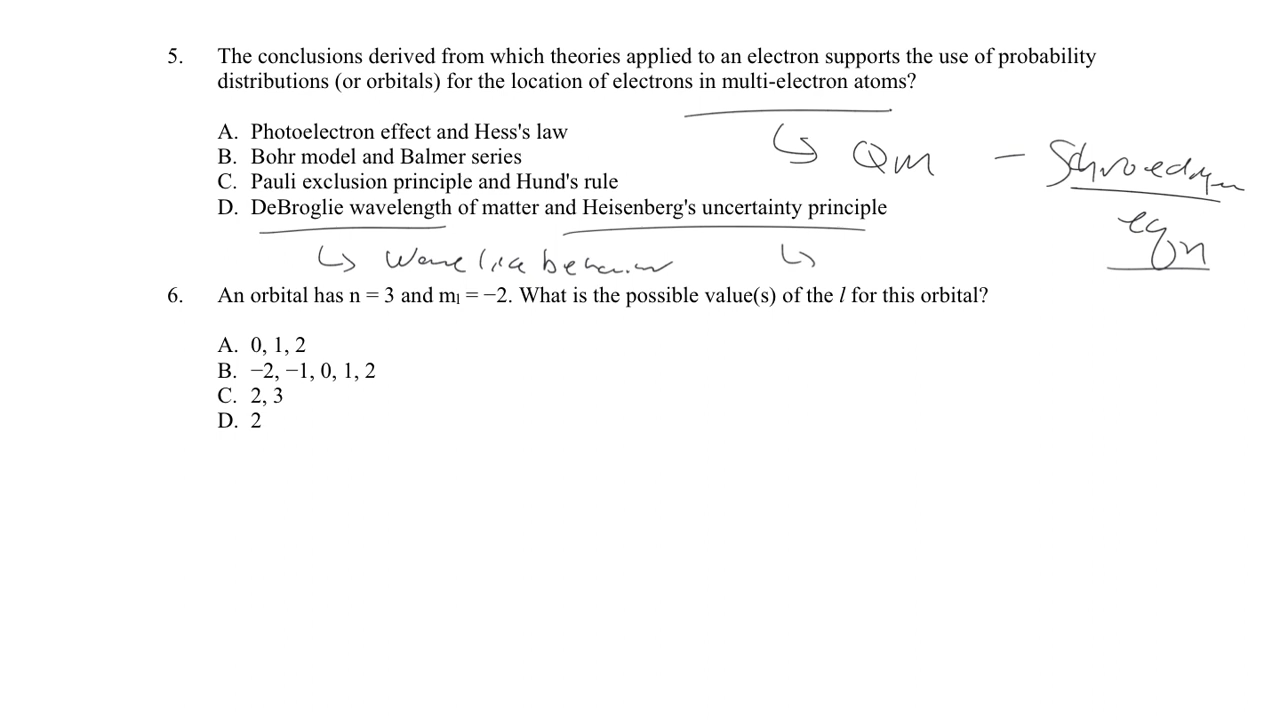 5. The conclusions derived from which theories applied to an electron supports the use of probability
distributions (or orbitals) for the location of electrons in multi-electron atoms?
A. Photoelectron effect and Hess's law
B. Bohr model and Balmer series
C. Pauli exclusion principle and Hund's rule
D. DeBroglie wavelength of matter and Heisenberg's uncertainty principle
↳ Qm - Schroedinger
eqn
↳ Wave like behavior ↳
6. An orbital has n = 3 and mₗ = −2. What is the possible value(s) of the l for this orbital?
A. 0, 1, 2
B. −2, −1, 0, 1, 2
C. 2, 3
D. 2